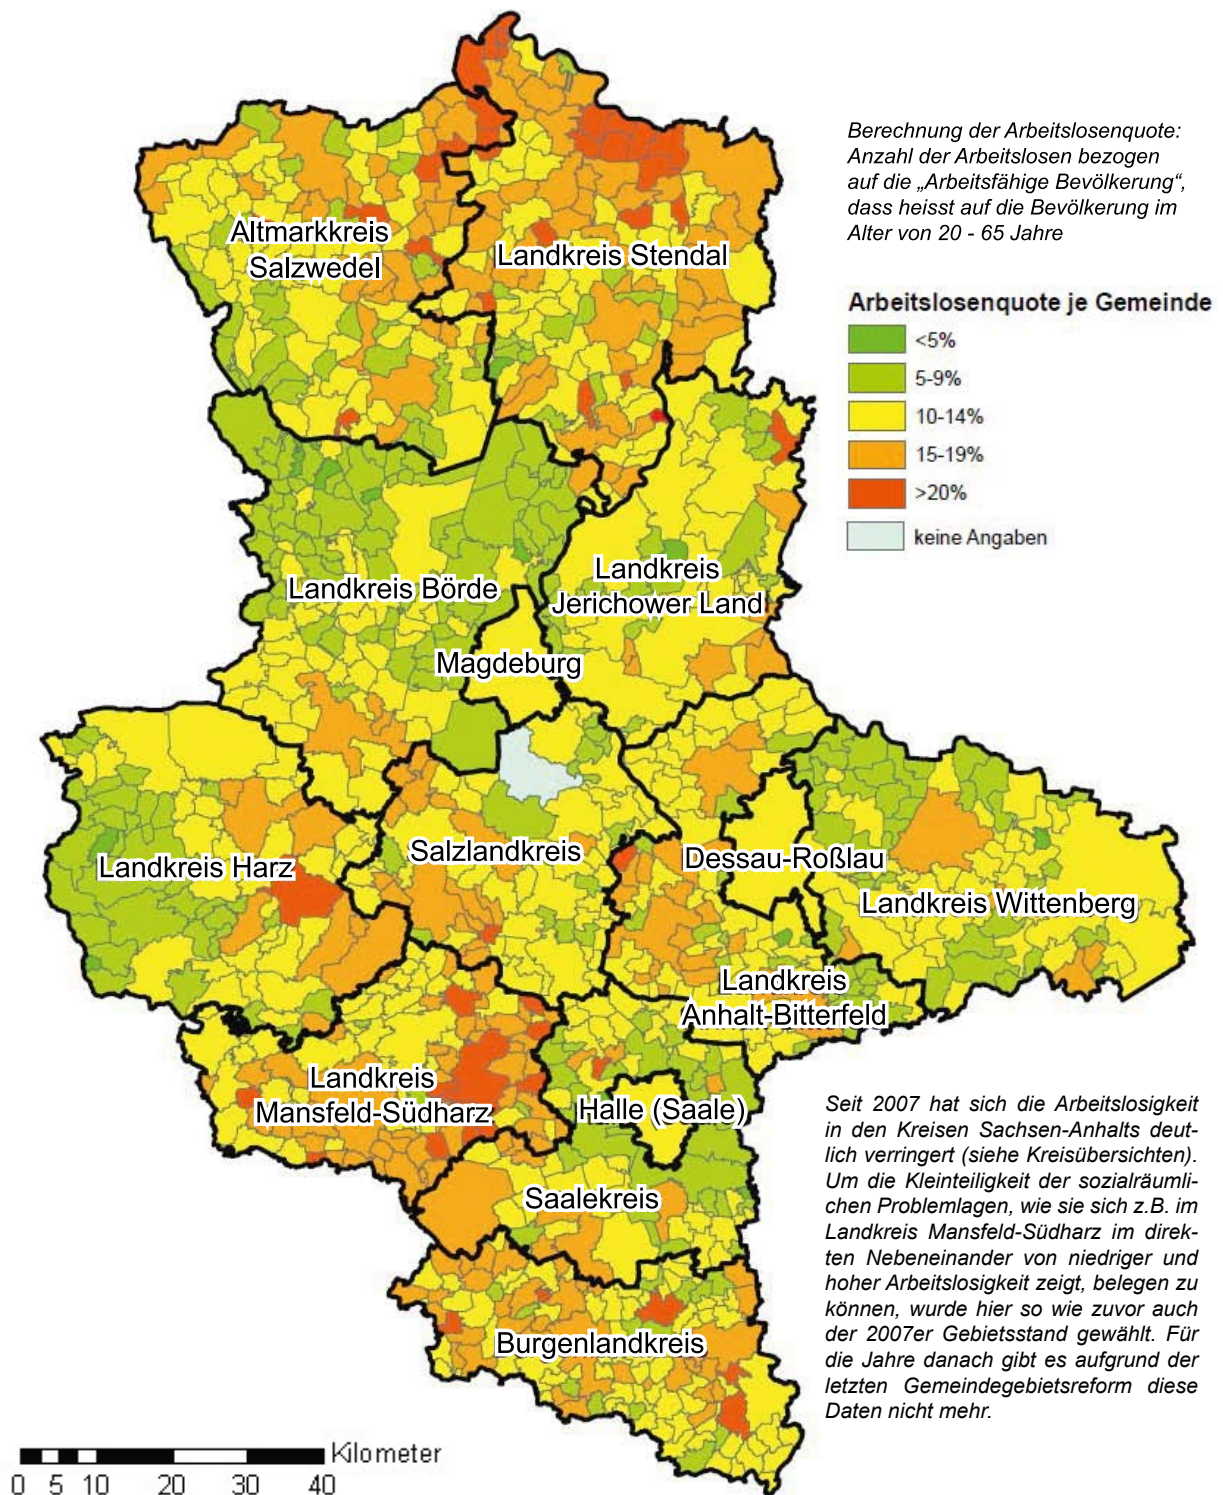 Berechnung der Arbeitslosenquote:
Anzahl der Arbeitslosen bezogen
auf die „Arbeitsfähige Bevölkerung“,
dass heisst auf die Bevölkerung im
Alter von 20 - 65 Jahre
Arbeitslosenquote je Gemeinde
<5%
5-9%
10-14%
15-19%
>20%
keine Angaben
Altmarkkreis
Salzwedel
Landkreis Stendal
Landkreis Börde
Landkreis
Jerichower Land
Magdeburg
Landkreis Harz
Salzlandkreis
Dessau-Roßlau
Landkreis Wittenberg
Landkreis
Anhalt-Bitterfeld
Landkreis
Mansfeld-Südharz
Halle (Saale)
Saalekreis
Burgenlandkreis
Seit 2007 hat sich die Arbeitslosigkeit
in den Kreisen Sachsen-Anhalts deut-
lich verringert (siehe Kreisübersichten).
Um die Kleinteiligkeit der sozialräumli-
chen Problemlagen, wie sie sich z.B. im
Landkreis Mansfeld-Südharz im direk-
ten Nebeneinander von niedriger und
hoher Arbeitslosigkeit zeigt, belegen zu
können, wurde hier so wie zuvor auch
der 2007er Gebietsstand gewählt. Für
die Jahre danach gibt es aufgrund der
letzten Gemeindegebietsreform diese
Daten nicht mehr.
Kilometer
0 5 10 20 30 40